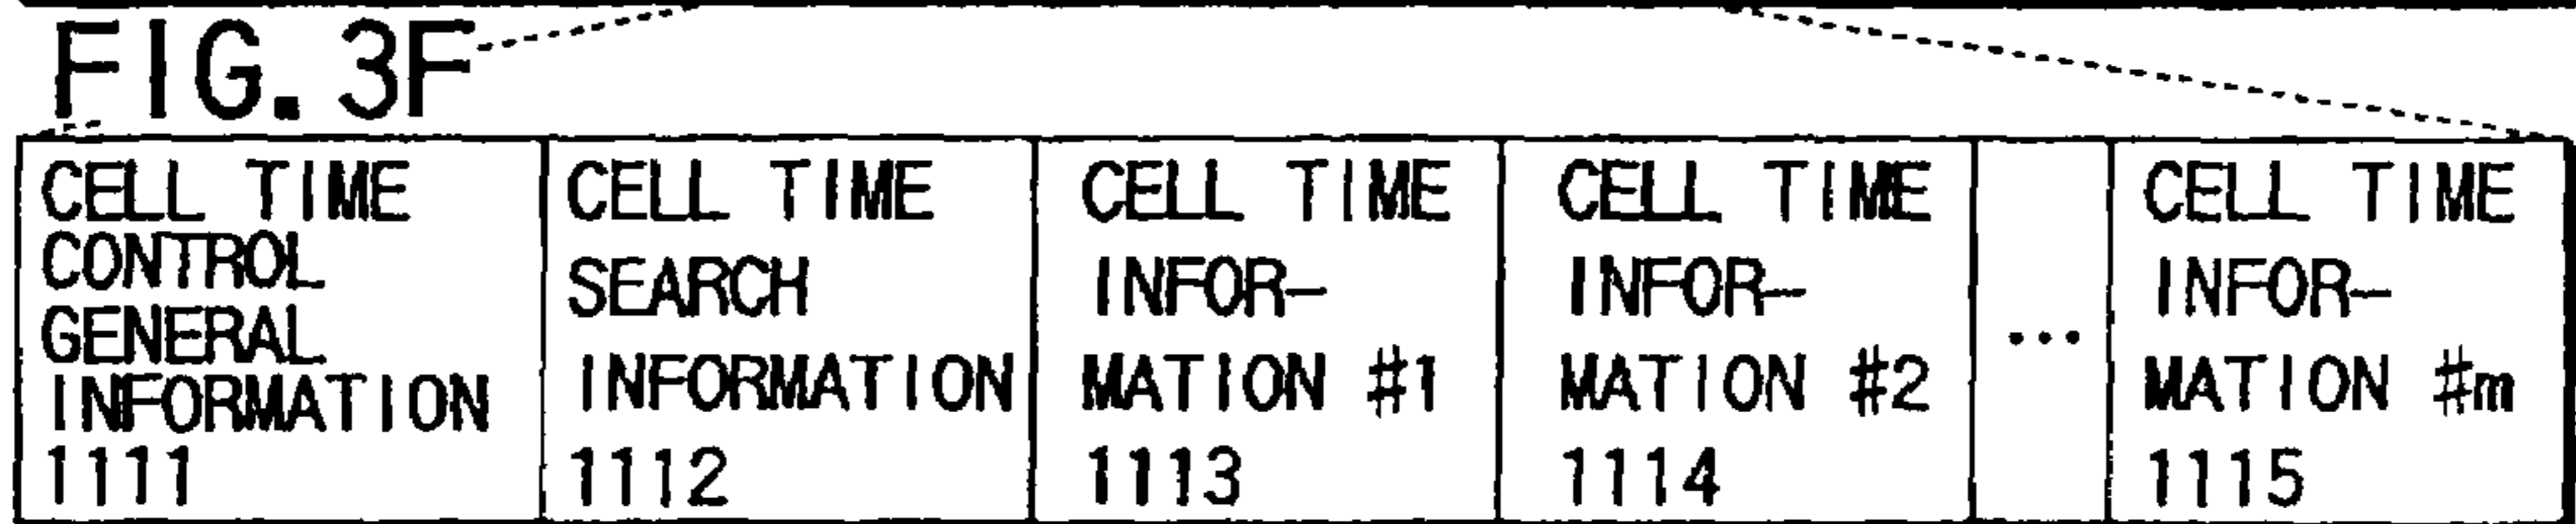 FIG. 3F
CELL TIME
CONTROL
GENERAL
INFORMATION
1111
CELL TIME
SEARCH
INFORMATION
1112
CELL TIME
INFOR-
MATION #1
1113
CELL TIME
INFOR-
MATION #2
1114
...
CELL TIME
INFOR-
MATION #m
1115